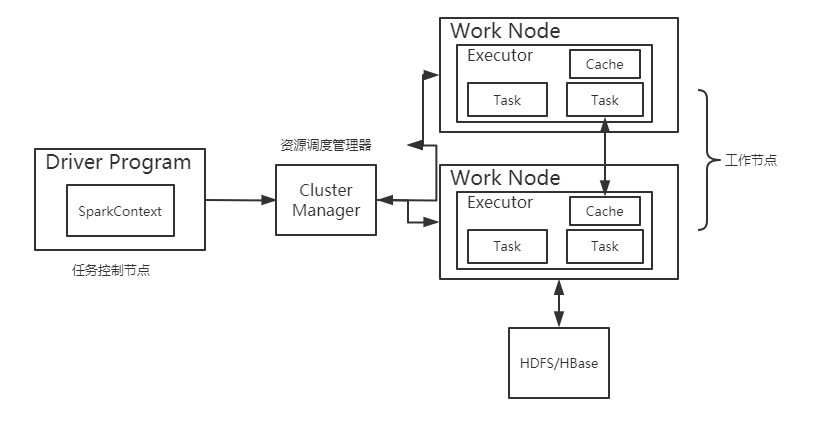 Driver Program
SparkContext
任务控制节点
资源调度管理器
Cluster
Manager
Work Node
Executor
Cache
Task
Task
Work Node
Executor
Cache
Task
Task
工作节点
HDFS/HBase